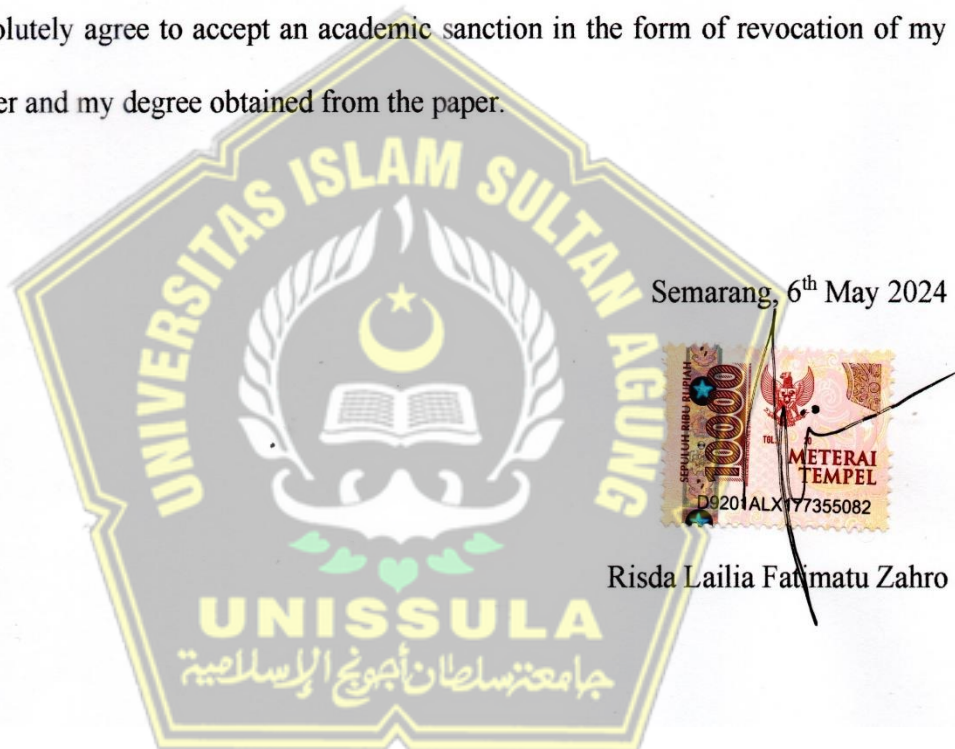 olutely agree to accept an academic sanction in the form of revocation of my
er and my degree obtained from the paper.
UNIVERSITAS ISLAM SULTAN AGUNG
Semarang, 6th May 2024
SEPULUH RIBU RUPIAH
10000
METERAI
TEMPEL
D9201ALX177355082
Risda Lailia Fatimatu Zahro
UNISSULA
جامعة سلطان أجونج الإسلامية